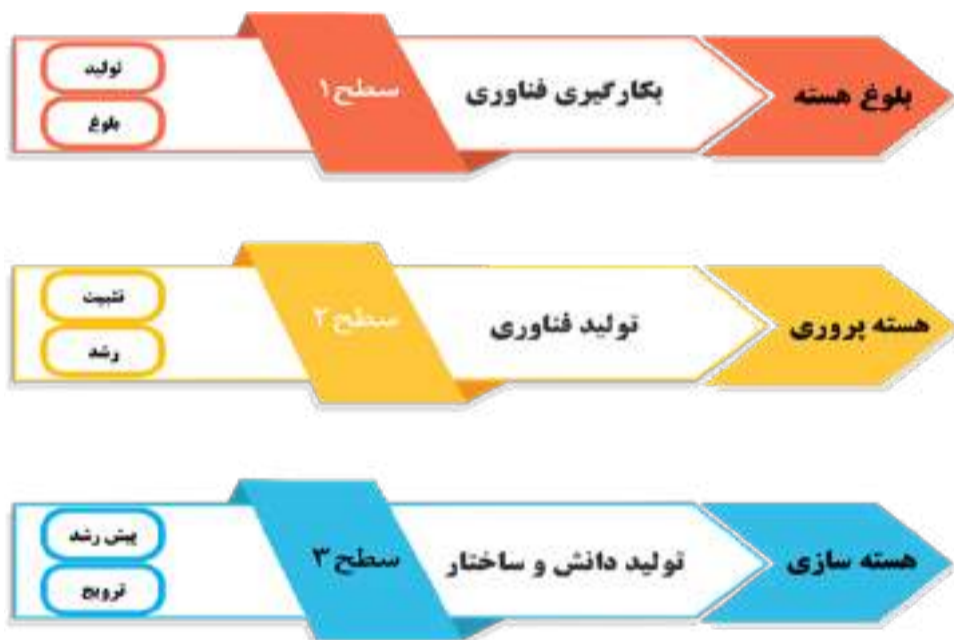 بلوغ هسته
بکارگیری فناوری
سطح ۱
تولید
بلوغ
هسته پروری
تولید فناوری
سطح ۲
تثبیت
رشد
هسته سازی
تولید دانش و ساختار
سطح ۳
پیش رشد
ترویج